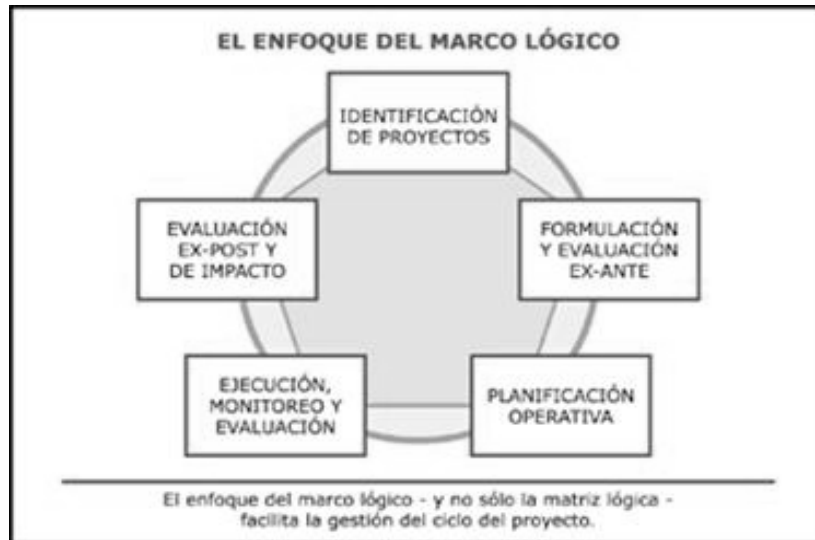 EL ENFOQUE DEL MARCO LÓGICO
IDENTIFICACIÓN
DE PROYECTOS
EVALUACIÓN
EX-POST Y
DE IMPACTO
FORMULACIÓN
Y EVALUACIÓN
EX-ANTE
EJECUCIÓN,
MONITOREO Y
EVALUACIÓN
PLANIFICACIÓN
OPERATIVA
El enfoque del marco lógico - y no sólo la matriz lógica -
facilita la gestión del ciclo del proyecto.